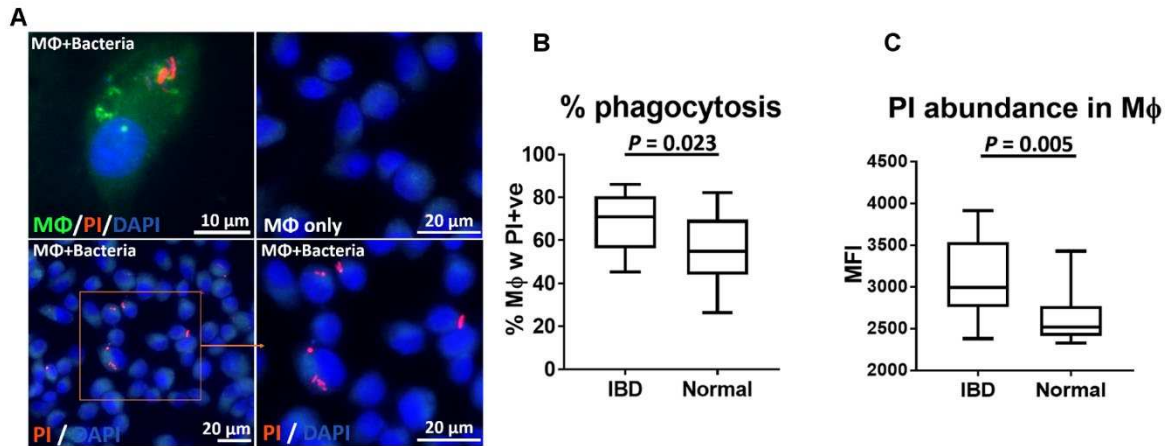 A
MΦ+Bacteria
MΦ/PI/DAPI
10 µm
MΦ only
20 µm
MΦ+Bacteria
PI / DAPI
20 µm
MΦ+Bacteria
PI / DAPI
20 µm
B
% phagocytosis
P = 0.023
% Mϕ w PI+ve
100
80
60
40
20
0
IBD Normal
C
PI abundance in Mϕ
P = 0.005
MFI
4500
4000
3500
3000
2500
2000
IBD Normal